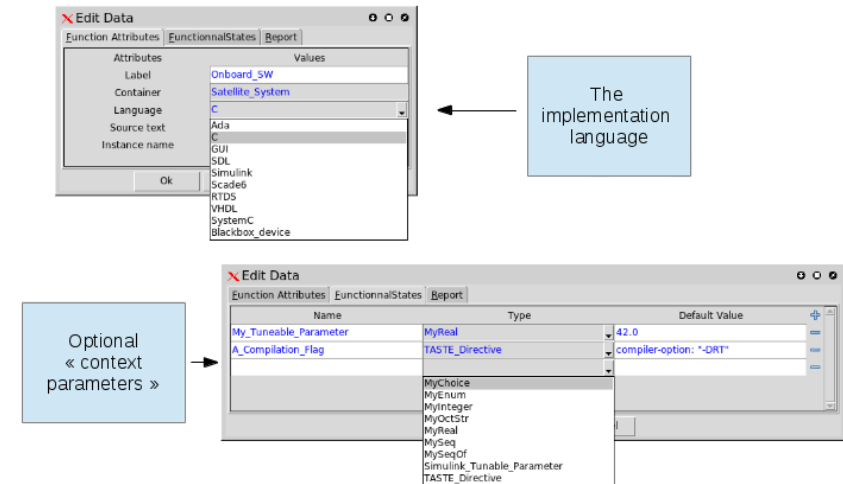 Edit Data
Function Attributes FunctionnalStates Report
Attributes Values
Label Onboard_SW
Container Satellite_System
Language C
Source text
Instance name
Ada
C
GUI
SDL
Simulink
Scade6
RTDS
VHDL
SystemC
Blackbox_device
Ok
The
implementation
language
Edit Data
Function Attributes FunctionnalStates Report
Name Type Default Value
My_Tuneable_Parameter MyReal 42.0
A_Compilation_Flag TASTE_Directive compiler-option: "-DRT"
MyChoice
MyEnum
MyInteger
MyOctStr
MyReal
MySeq
MySeqOf
Simulink_Tunable_Parameter
TASTE_Directive
Optional
« context
parameters »